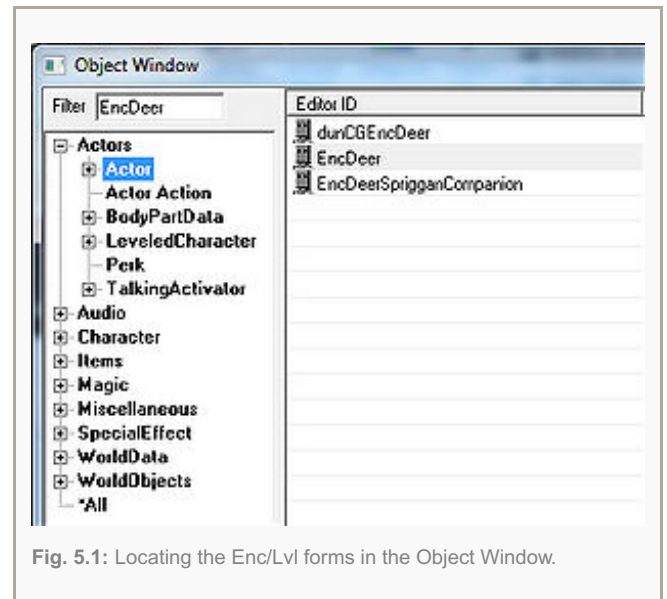 Object Window
Filter EncDeer
Actors
Actor
Actor Action
BodyPartData
LeveledCharacter
Perk
TalkingActivator
Audio
Character
Items
Magic
Miscellaneous
SpecialEffect
WorldData
WorldObjects
*All
Editor ID
dunCGEncDeer
EncDeer
EncDeerSprigganCompanion
Fig. 5.1: Locating the Enc/Lvl forms in the Object Window.